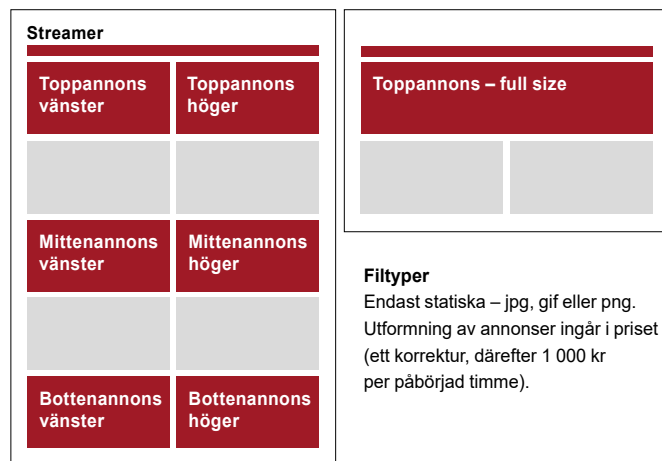 Streamer
Toppannons
vänster
Toppannons
höger
Mittenannons
vänster
Mittenannons
höger
Bottenannons
vänster
Bottenannons
höger
Toppannons – full size
Filtyper
Endast statiska – jpg, gif eller png.
Utformning av annonser ingår i priset
(ett korrektur, därefter 1 000 kr
per påbörjad timme).